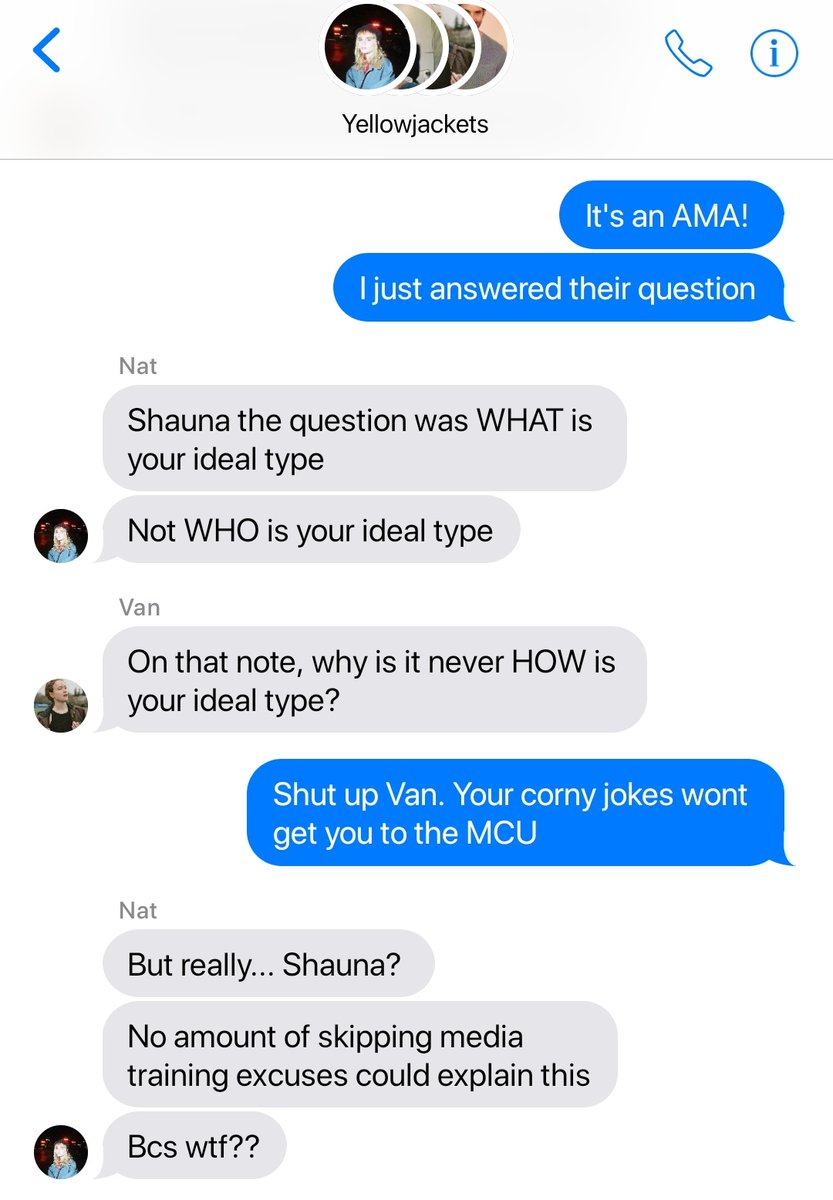 Yellowjackets
It's an AMA!
I just answered their question
Nat
Shauna the question was WHAT is
your ideal type
Not WHO is your ideal type
Van
On that note, why is it never HOW is
your ideal type?
Shut up Van. Your corny jokes wont
get you to the MCU
Nat
But really... Shauna?
No amount of skipping media
training excuses could explain this
Bcs wtf??